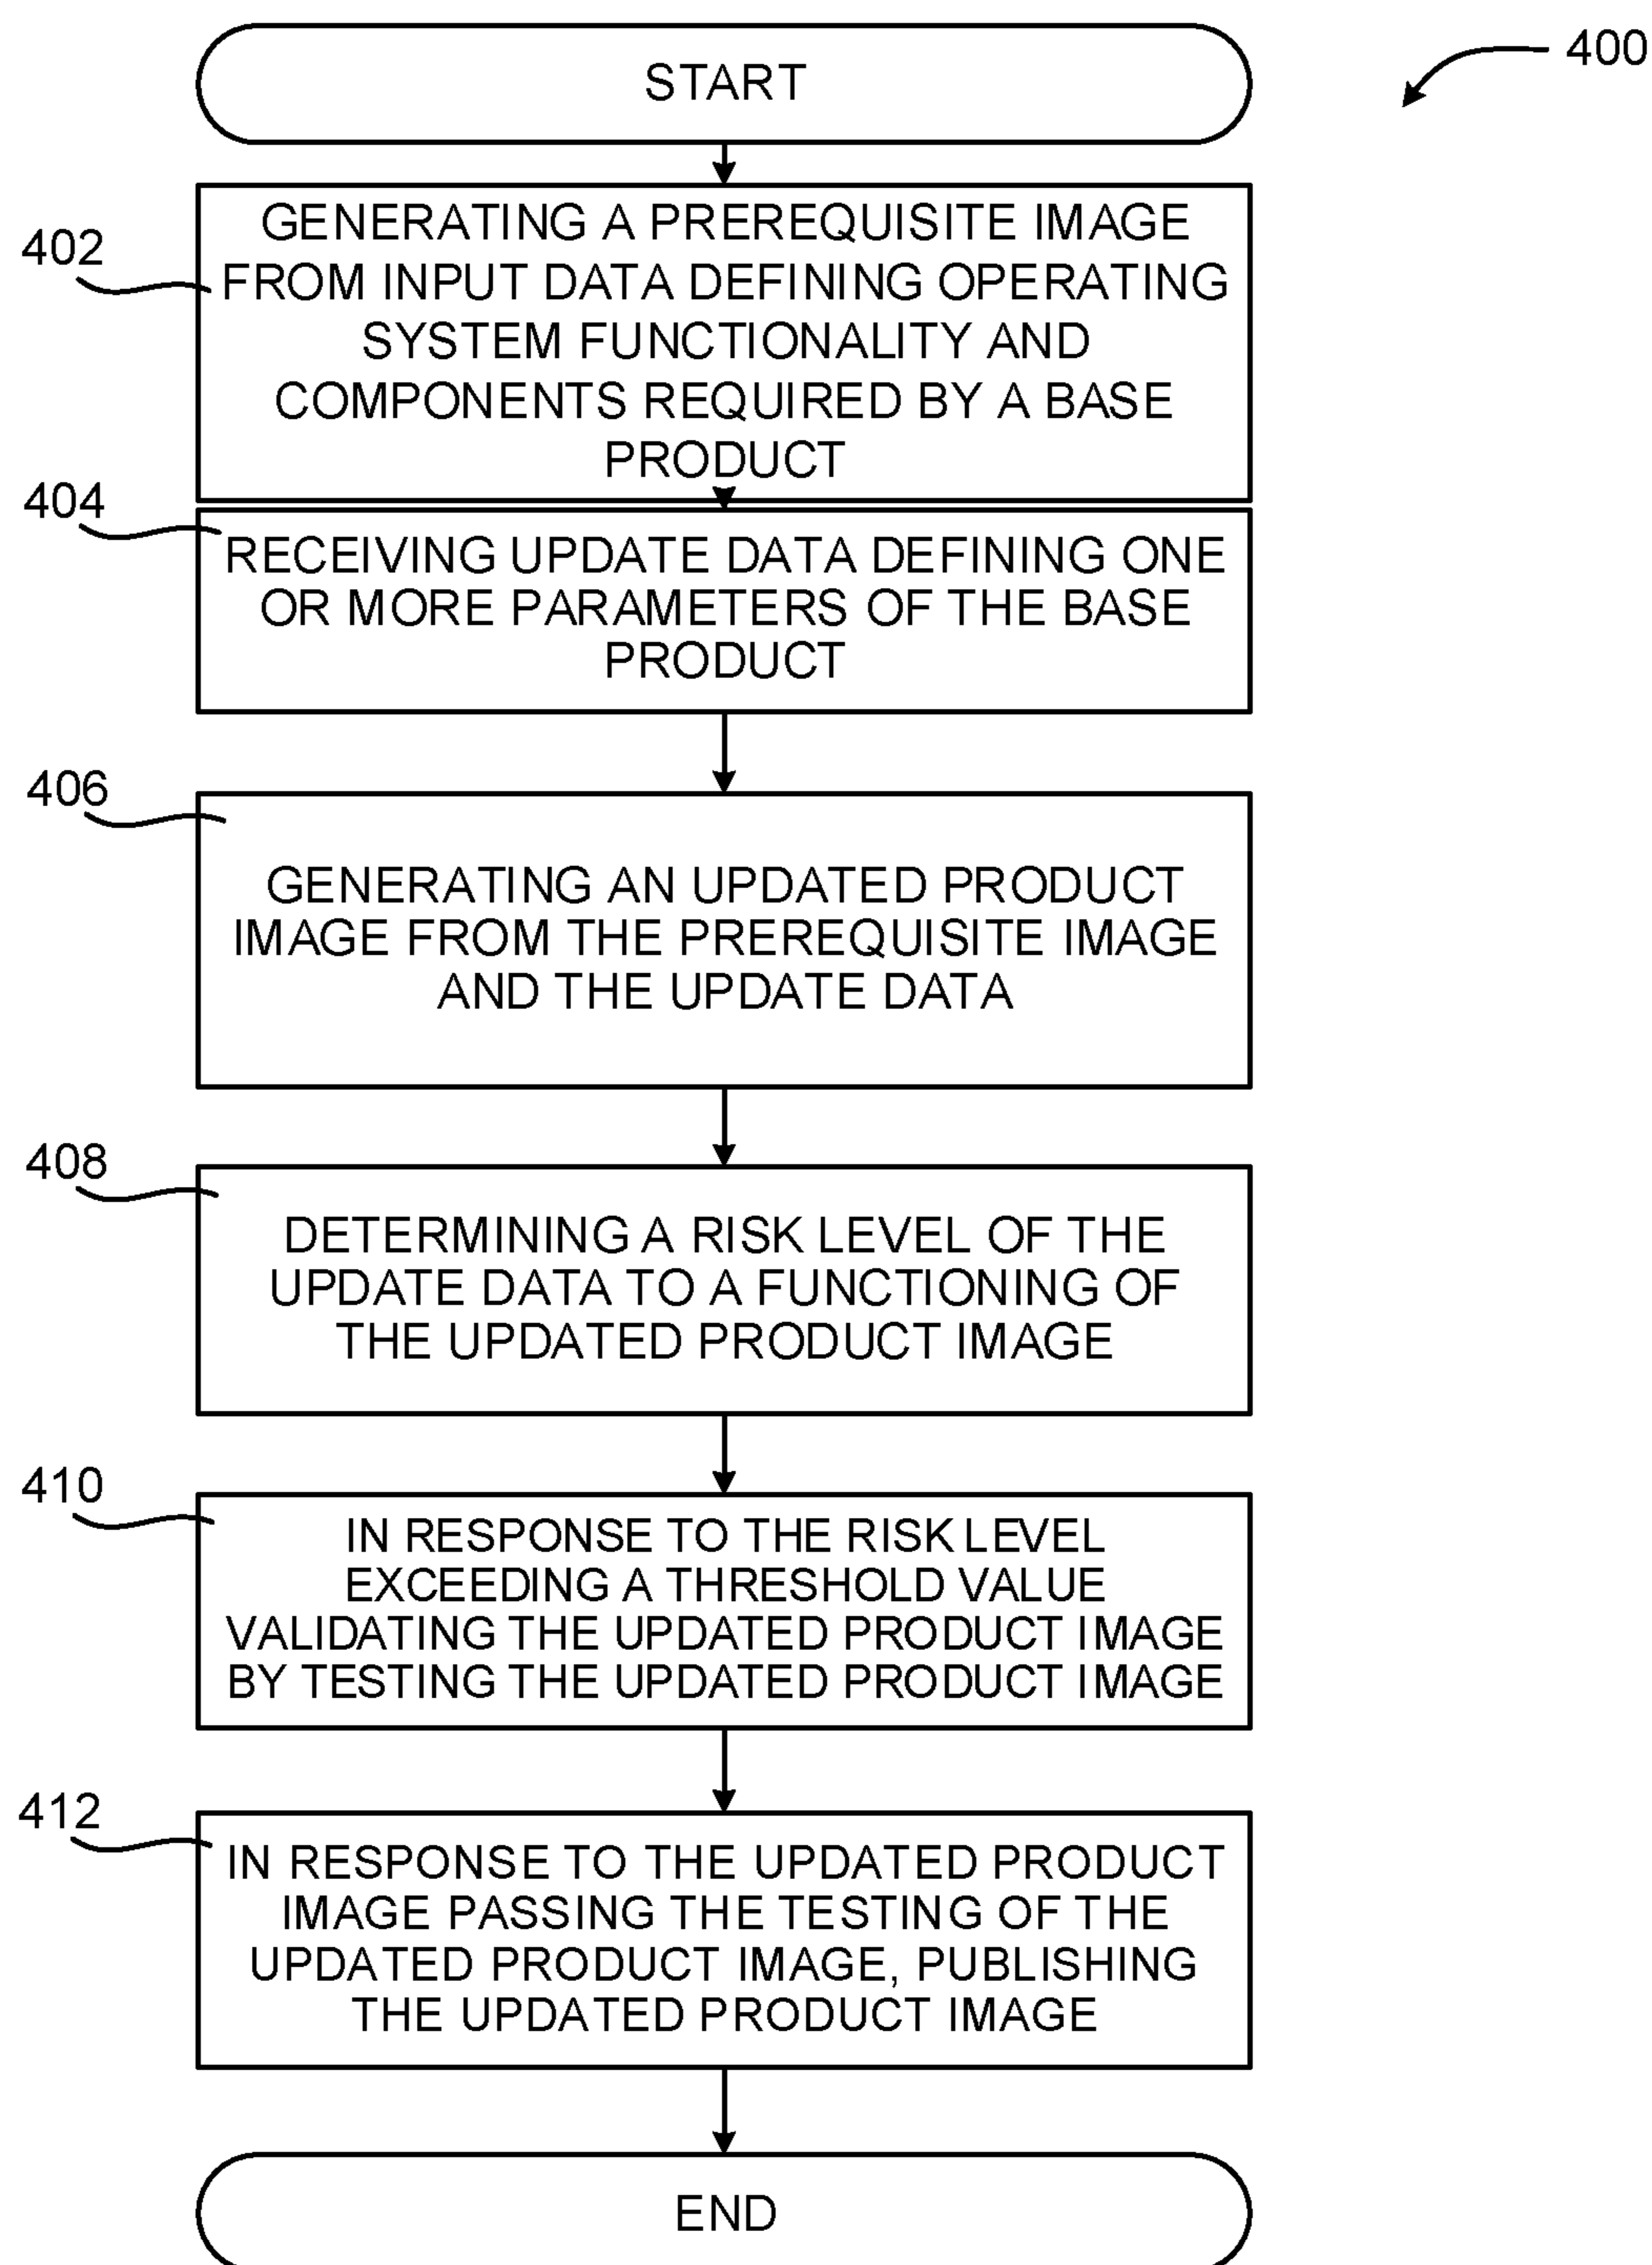 START
400
402
GENERATING A PREREQUISITE IMAGE
FROM INPUT DATA DEFINING OPERATING
SYSTEM FUNCTIONALITY AND
COMPONENTS REQUIRED BY A BASE
PRODUCT
404
RECEIVING UPDATE DATA DEFINING ONE
OR MORE PARAMETERS OF THE BASE
PRODUCT
406
GENERATING AN UPDATED PRODUCT
IMAGE FROM THE PREREQUISITE IMAGE
AND THE UPDATE DATA
408
DETERMINING A RISK LEVEL OF THE
UPDATE DATA TO A FUNCTIONING OF
THE UPDATED PRODUCT IMAGE
410
IN RESPONSE TO THE RISK LEVEL
EXCEEDING A THRESHOLD VALUE
VALIDATING THE UPDATED PRODUCT IMAGE
BY TESTING THE UPDATED PRODUCT IMAGE
412
IN RESPONSE TO THE UPDATED PRODUCT
IMAGE PASSING THE TESTING OF THE
UPDATED PRODUCT IMAGE, PUBLISHING
THE UPDATED PRODUCT IMAGE
END